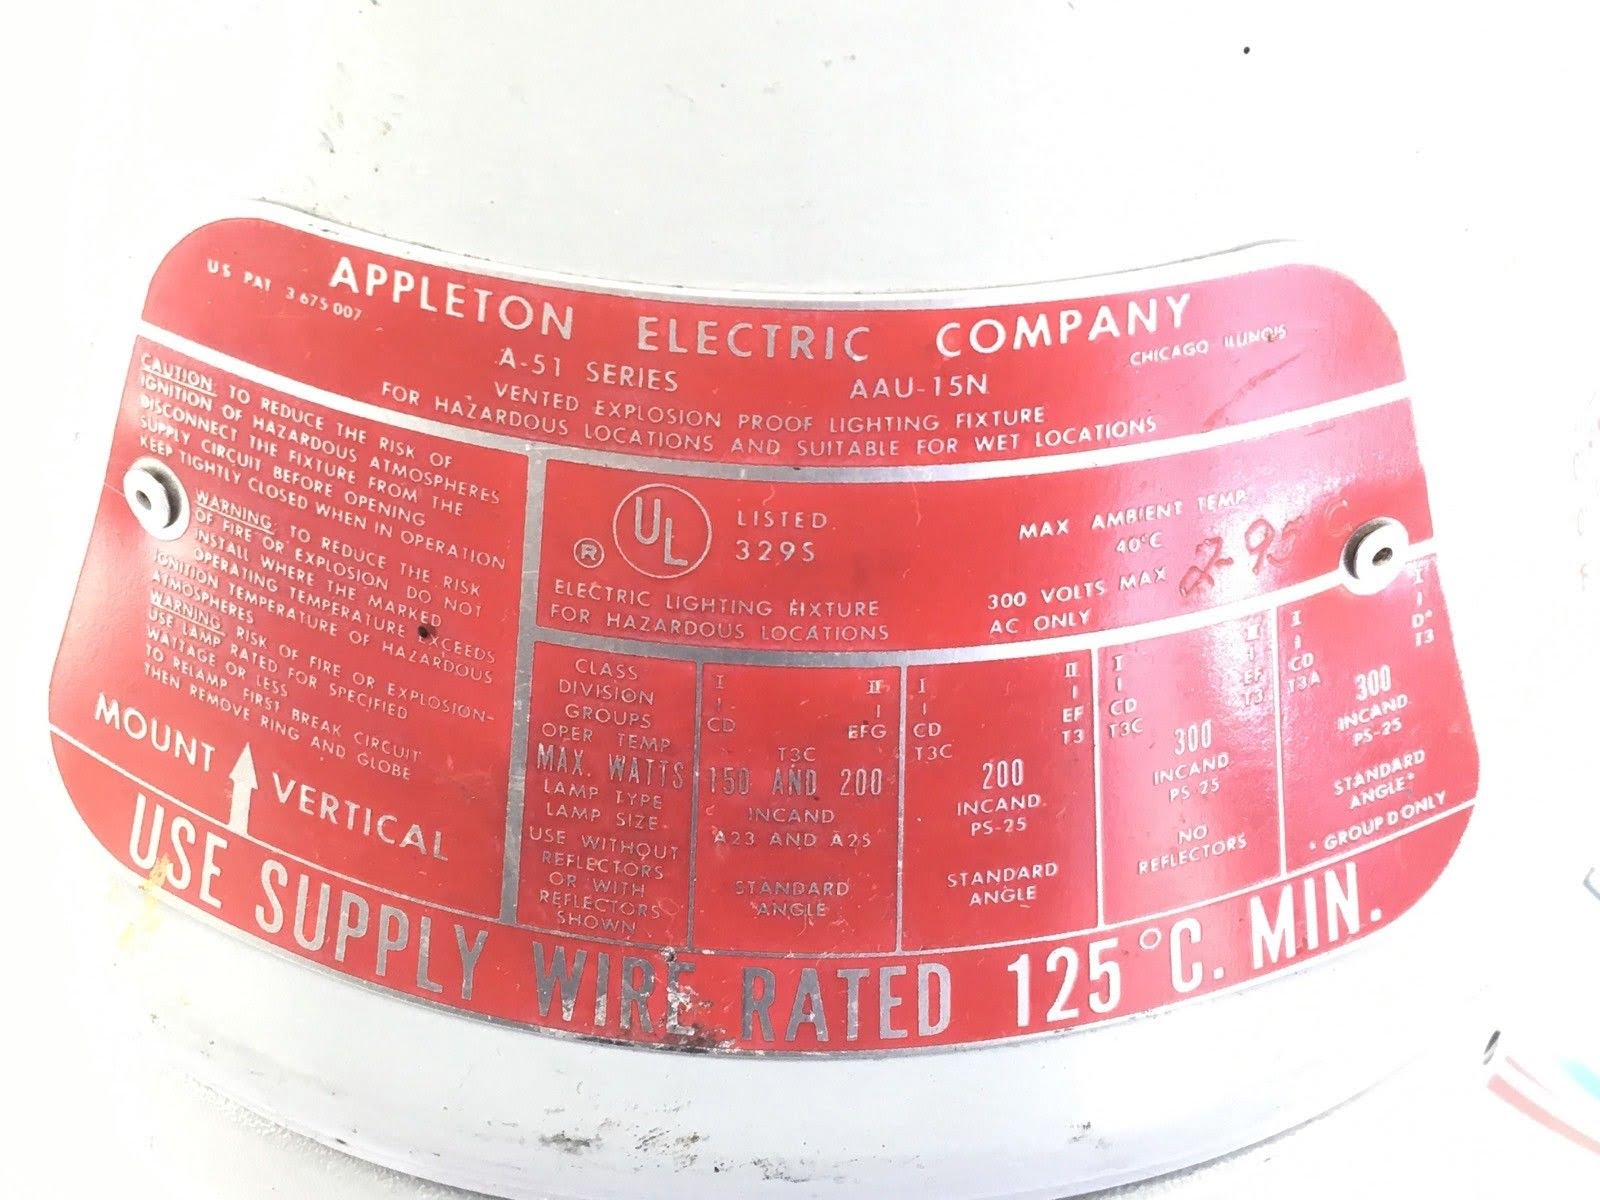 APPLETON ELECTRIC COMPANY
US PAT 3 675 007
CHICAGO ILLINOIS
A-51 SERIES AAU-15N
VENTED EXPLOSION PROOF LIGHTING FIXTURE
FOR HAZARDOUS LOCATIONS AND SUITABLE FOR WET LOCATIONS
CAUTION: TO REDUCE THE RISK OF
IGNITION OF HAZARDOUS ATMOSPHERES
DISCONNECT THE FIXTURE FROM THE
SUPPLY CIRCUIT BEFORE OPENING
KEEP TIGHTLY CLOSED WHEN IN OPERATION
WARNING: TO REDUCE THE RISK
OF FIRE OR EXPLOSION DO NOT
INSTALL WHERE THE MARKED
OPERATING TEMPERATURE EXCEEDS
IGNITION TEMPERATURE OF HAZARDOUS
ATMOSPHERES
WARNING: RISK OF FIRE OR EXPLOSION-
USE LAMP RATED FOR SPECIFIED
WATTAGE OR LESS
TO RELAMP, FIRST BREAK CIRCUIT
THEN REMOVE RING AND GLOBE
MOUNT VERTICAL
® UL LISTED
329S
ELECTRIC LIGHTING FIXTURE
FOR HAZARDOUS LOCATIONS
MAX AMBIENT TEMP
40°C
300 VOLTS MAX
AC ONLY
CLASS
DIVISION
GROUPS
OPER TEMP
MAX. WATTS
LAMP TYPE
LAMP SIZE
USE WITHOUT
REFLECTORS
OR WITH
REFLECTORS
SHOWN
I II
I I
CD EFG
T3C
150 AND 200
INCAND
A23 AND A25
STANDARD
ANGLE
I II
I I
CD EF
T3C T3
200
INCAND.
PS-25
STANDARD
ANGLE
I II
I I
CD EF
T3C T3
300
INCAND
PS 25
NO
REFLECTORS
I I
I I
CD D*
T3A T3
300
INCAND.
PS-25
STANDARD
ANGLE*
* GROUP D ONLY
USE SUPPLY WIRE RATED 125°C. MIN.